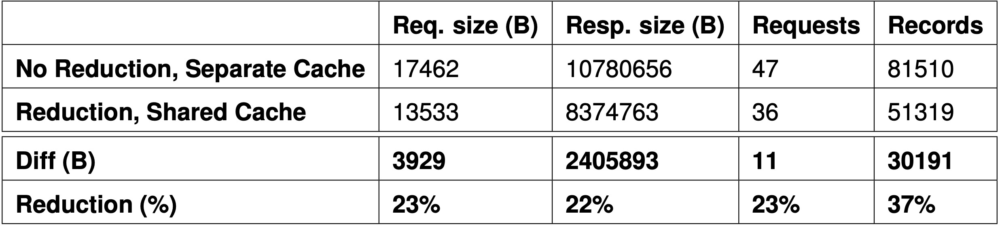 Req. size (B) Resp. size (B) Requests Records
No Reduction, Separate Cache 17462 10780656 47 81510
Reduction, Shared Cache 13533 8374763 36 51319
Diff (B) 3929 2405893 11 30191
Reduction (%) 23% 22% 23% 37%